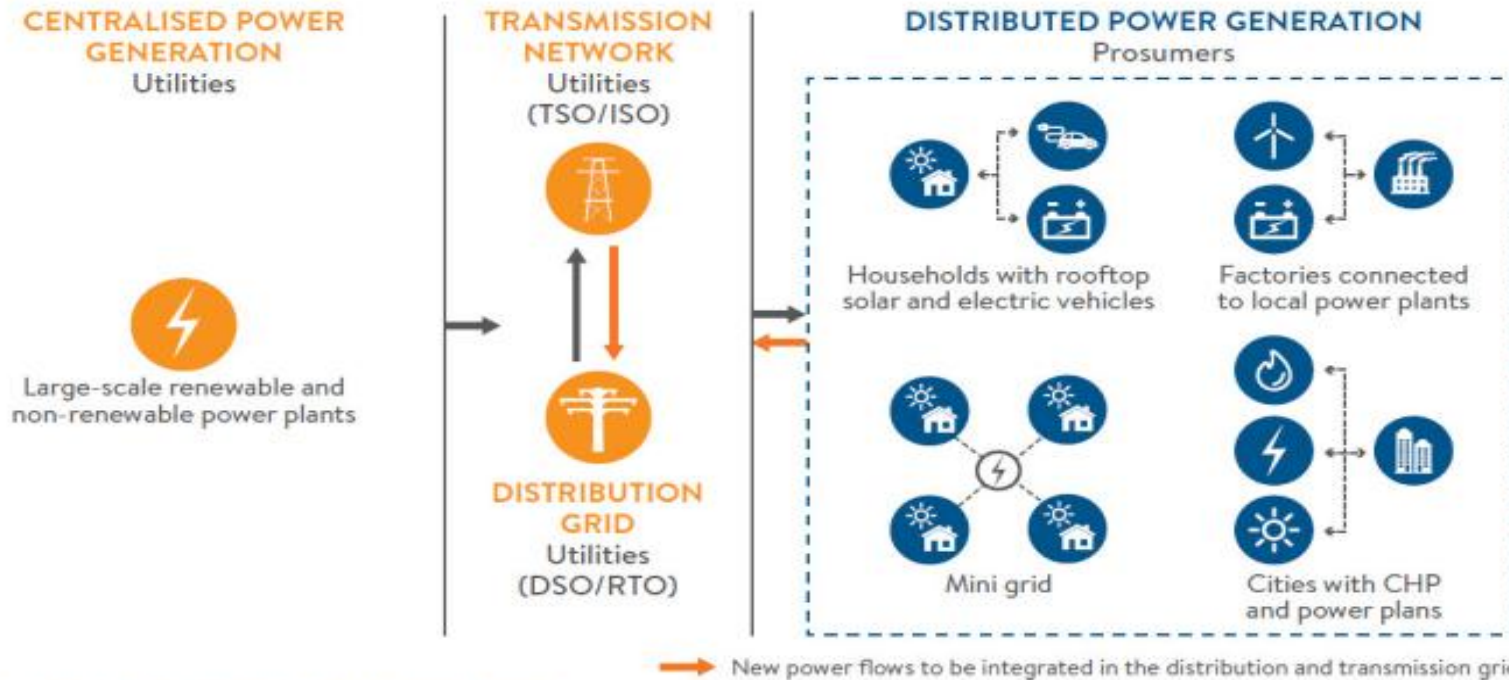 CENTRALISED POWER
GENERATION
Utilities
Large-scale renewable and
non-renewable power plants
TRANSMISSION
NETWORK
Utilities
(TSO/ISO)
DISTRIBUTION
GRID
Utilities
(DSO/RTO)
DISTRIBUTED POWER GENERATION
Prosumers
Households with rooftop
solar and electric vehicles
Factories connected
to local power plants
Mini grid
Cities with CHP
and power plans
New power flows to be integrated in the distribution and transmission gri